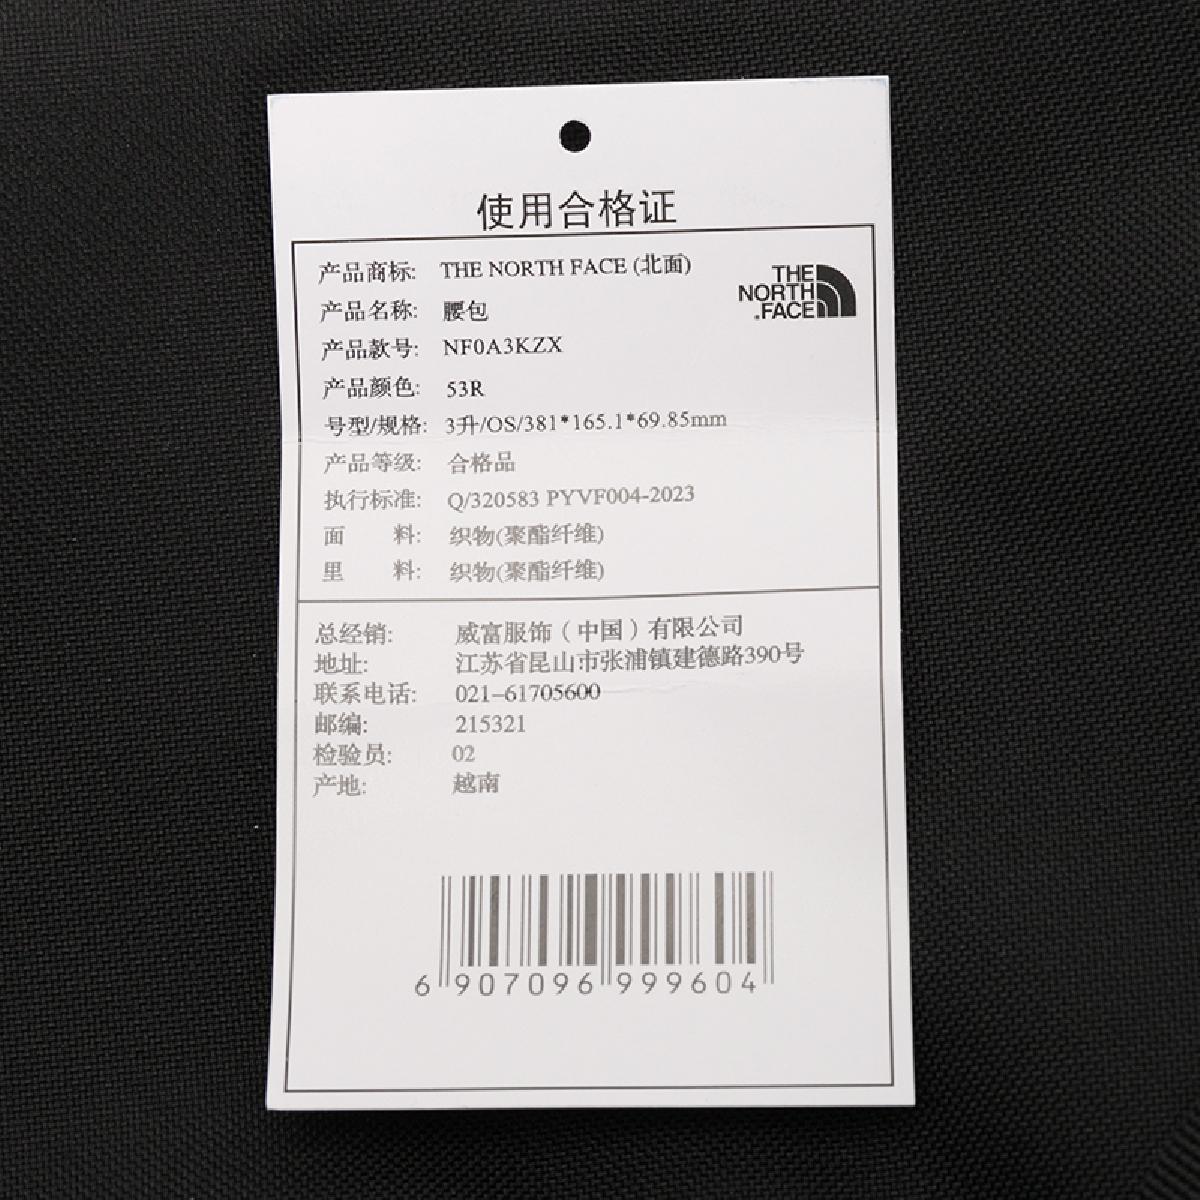 使用合格证
产品商标: THE NORTH FACE (北面)
THE
NORTH
FACE
产品名称: 腰包
产品款号: NF0A3KZX
产品颜色: 53R
号型/规格: 3升/OS/381*165.1*69.85mm
产品等级: 合格品
执行标准: Q/320583 PYVF004-2023
面 料: 织物(聚酯纤维)
里 料: 织物(聚酯纤维)
总经销: 威富服饰（中国）有限公司
地址: 江苏省昆山市张浦镇建德路390号
联系电话: 021-61705600
邮编: 215321
检验员: 02
产地: 越南
6 907096 999604